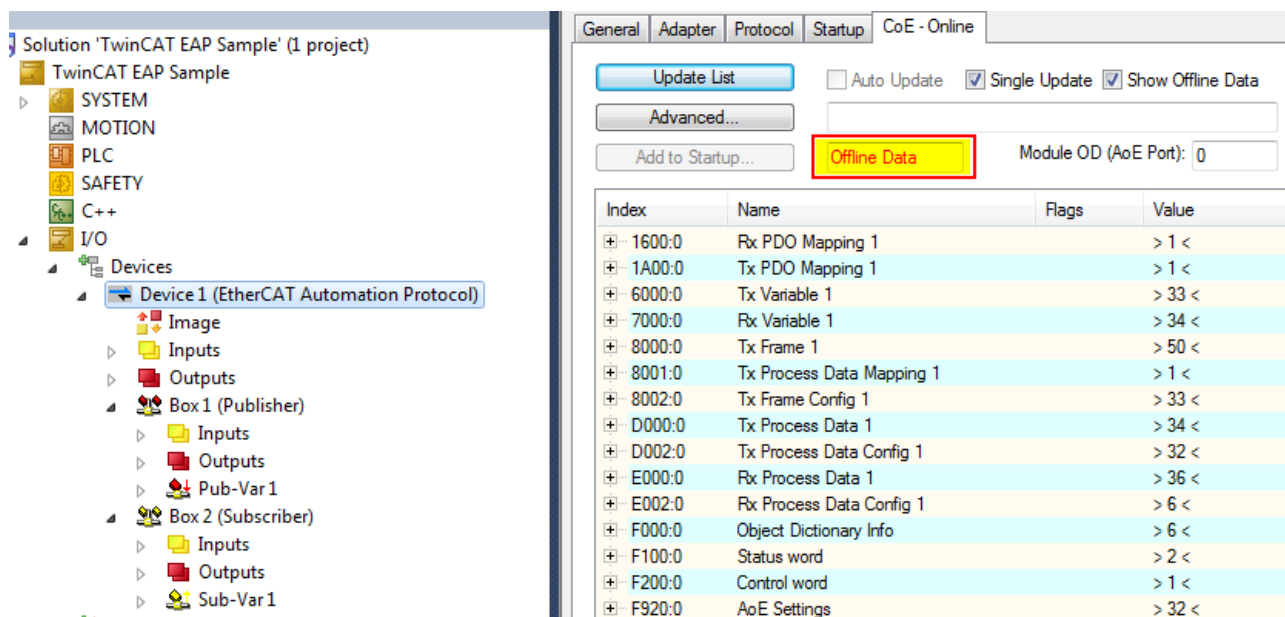 Solution 'TwinCAT EAP Sample' (1 project)
TwinCAT EAP Sample
SYSTEM
MOTION
PLC
SAFETY
C++
I/O
Devices
Device 1 (EtherCAT Automation Protocol)
Image
Inputs
Outputs
Box 1 (Publisher)
Inputs
Outputs
Pub-Var 1
Box 2 (Subscriber)
Inputs
Outputs
Sub-Var 1
General Adapter Protocol Startup CoE - Online
Update List Auto Update Single Update Show Offline Data
Advanced...
Add to Startup... Offline Data Module OD (AoE Port): 0
Index Name Flags Value
1600:0 Rx PDO Mapping 1 > 1 <
1A00:0 Tx PDO Mapping 1 > 1 <
6000:0 Tx Variable 1 > 33 <
7000:0 Rx Variable 1 > 34 <
8000:0 Tx Frame 1 > 50 <
8001:0 Tx Process Data Mapping 1 > 1 <
8002:0 Tx Frame Config 1 > 33 <
D000:0 Tx Process Data 1 > 34 <
D002:0 Tx Process Data Config 1 > 32 <
E000:0 Rx Process Data 1 > 36 <
E002:0 Rx Process Data Config 1 > 6 <
F000:0 Object Dictionary Info > 6 <
F100:0 Status word > 2 <
F200:0 Control word > 1 <
F920:0 AoE Settings > 32 <